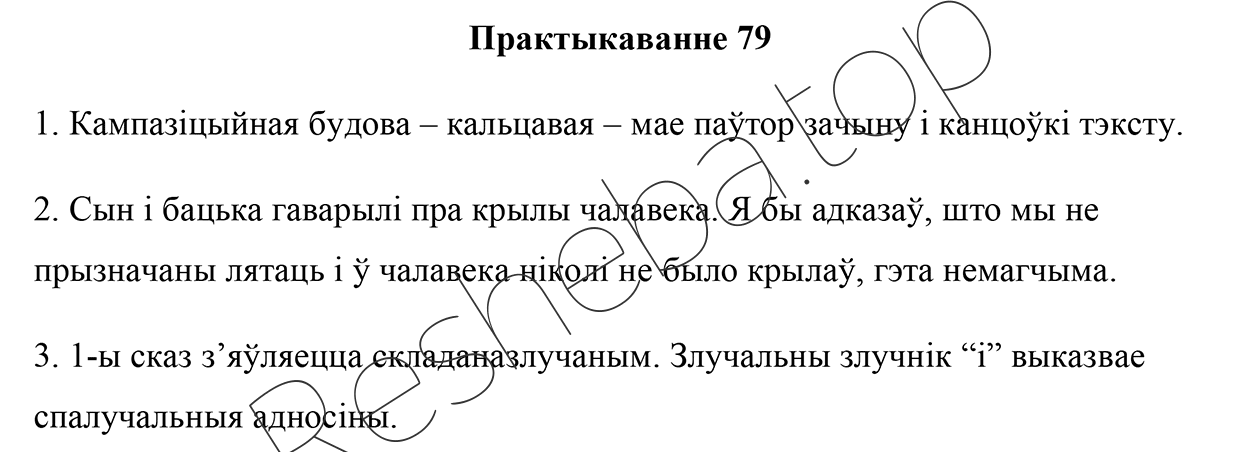 Практыкаванне 79
1. Кампазіцыйная будова – кальцавая – мае паўтор зачыну і канцоўкі тэксту.
2. Сын і бацька гаварылі пра крылы чалавека. Я бы адказаў, што мы не
прызначаны лятаць і ў чалавека ніколі не было крылаў, гэта немагчыма.
3. 1-ы сказ з’яўляецца складаназлучаным. Злучальны злучнік “і” выказвае
спалучальныя адносіны.
Resheba.top